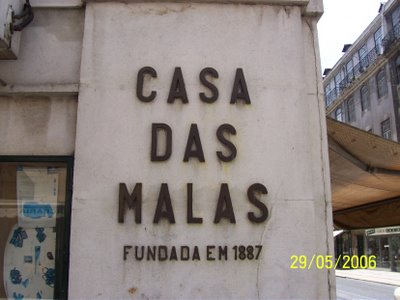 CASA
DAS
MALAS
FUNDADA EM 1887
29/05/2006